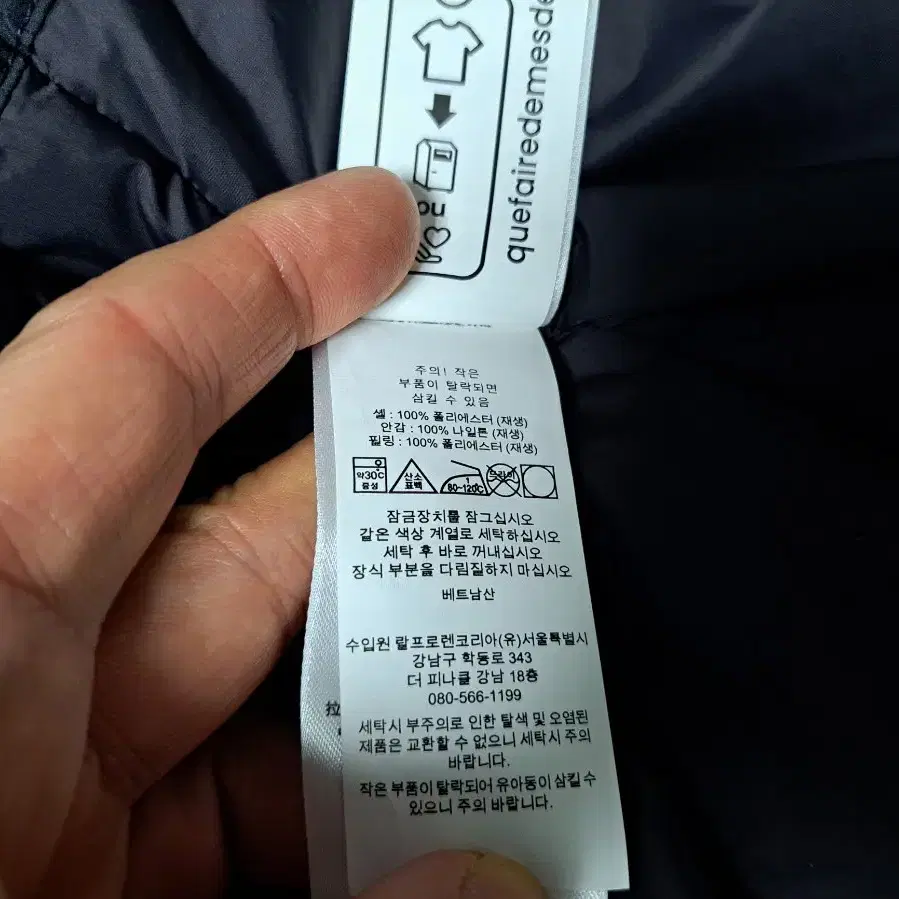 ou
quefairedemesde
주의! 작은
부품이 탈락되면
삼킬 수 있음
셸 : 100% 폴리에스터 (재생)
안감 : 100% 나일론 (재생)
필링 : 100% 폴리에스터 (재생)
약30℃
중성
산소
표백
1
80~120℃
드라이
잠금장치를 잠그십시오
같은 색상 계열로 세탁하십시오
세탁 후 바로 꺼내십시오
장식 부분을 다림질하지 마십시오
베트남산
수입원 랄프로렌코리아(유)서울특별시
강남구 학동로 343
더 피나클 강남 18층
080-566-1199
세탁시 부주의로 인한 탈색 및 오염된
제품은 교환할 수 없으니 세탁시 주의
바랍니다.
작은 부품이 탈락되어 유아동이 삼킬 수
있으니 주의 바랍니다.
拉